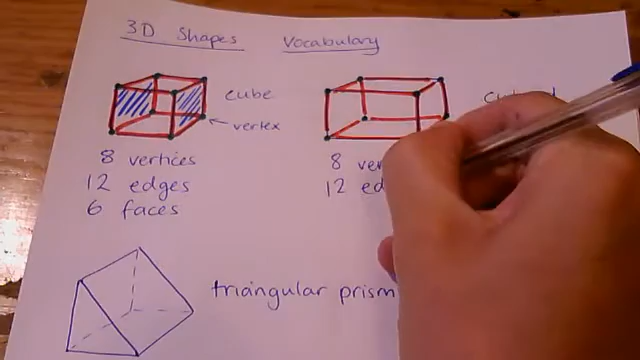 3D Shapes Vocabulary
cube
vertex
8 vertices
12 edges
6 faces
8
12
triangular prism